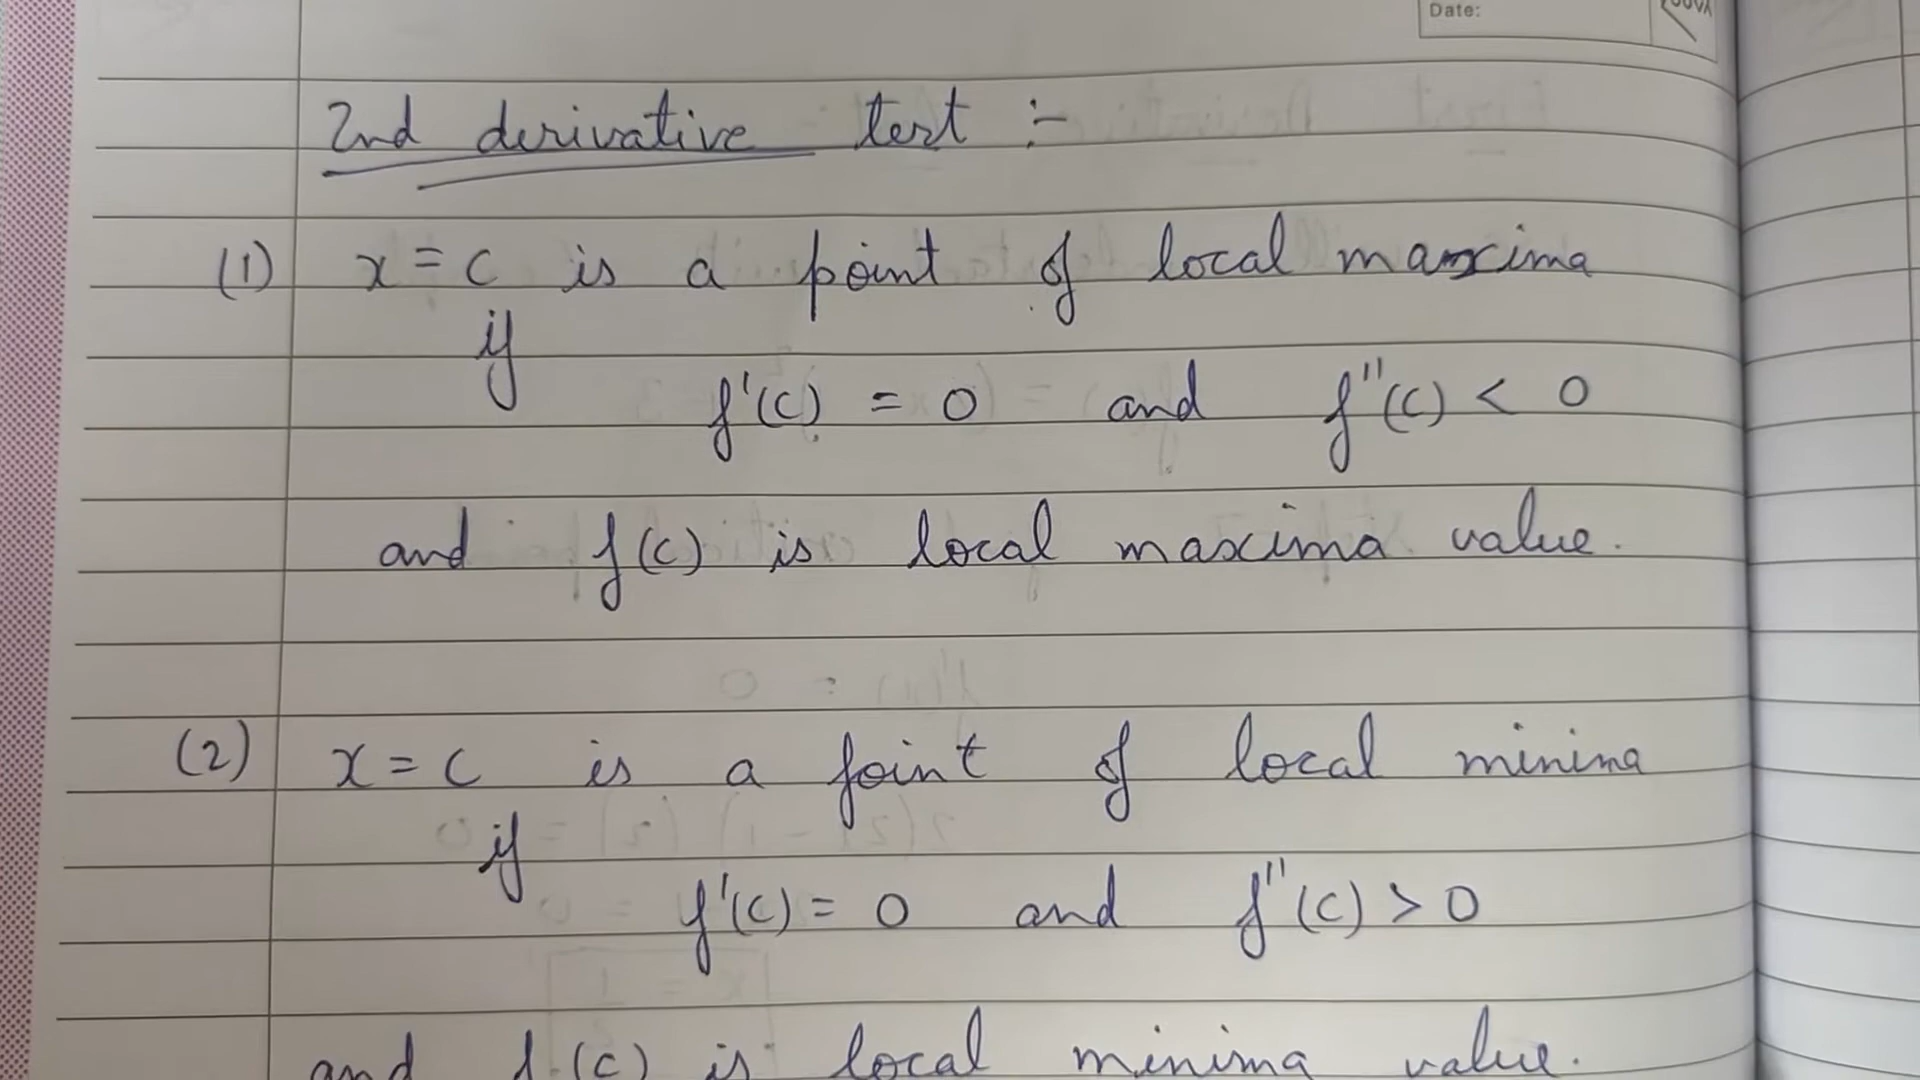 Date:
2nd derivative test :-
(1) x = c is a point of local maxima
if
f'(c) = 0 and f''(c) < 0
and f(c) is local maxima value.
(2) x = c is a point of local minima
if
f'(c) = 0 and f''(c) > 0
and f(c) is local minima value.